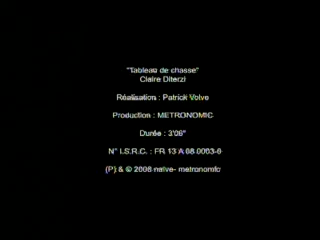 "Tableau de chasse"
Claire Diterzi
Réalisation : Patrick Volve
Production : METRONOMIC
Durée : 3'06"
N° I.S.R.C. : FR 13 A 08 0003-0
(P) & © 2008 naïve- metronomic